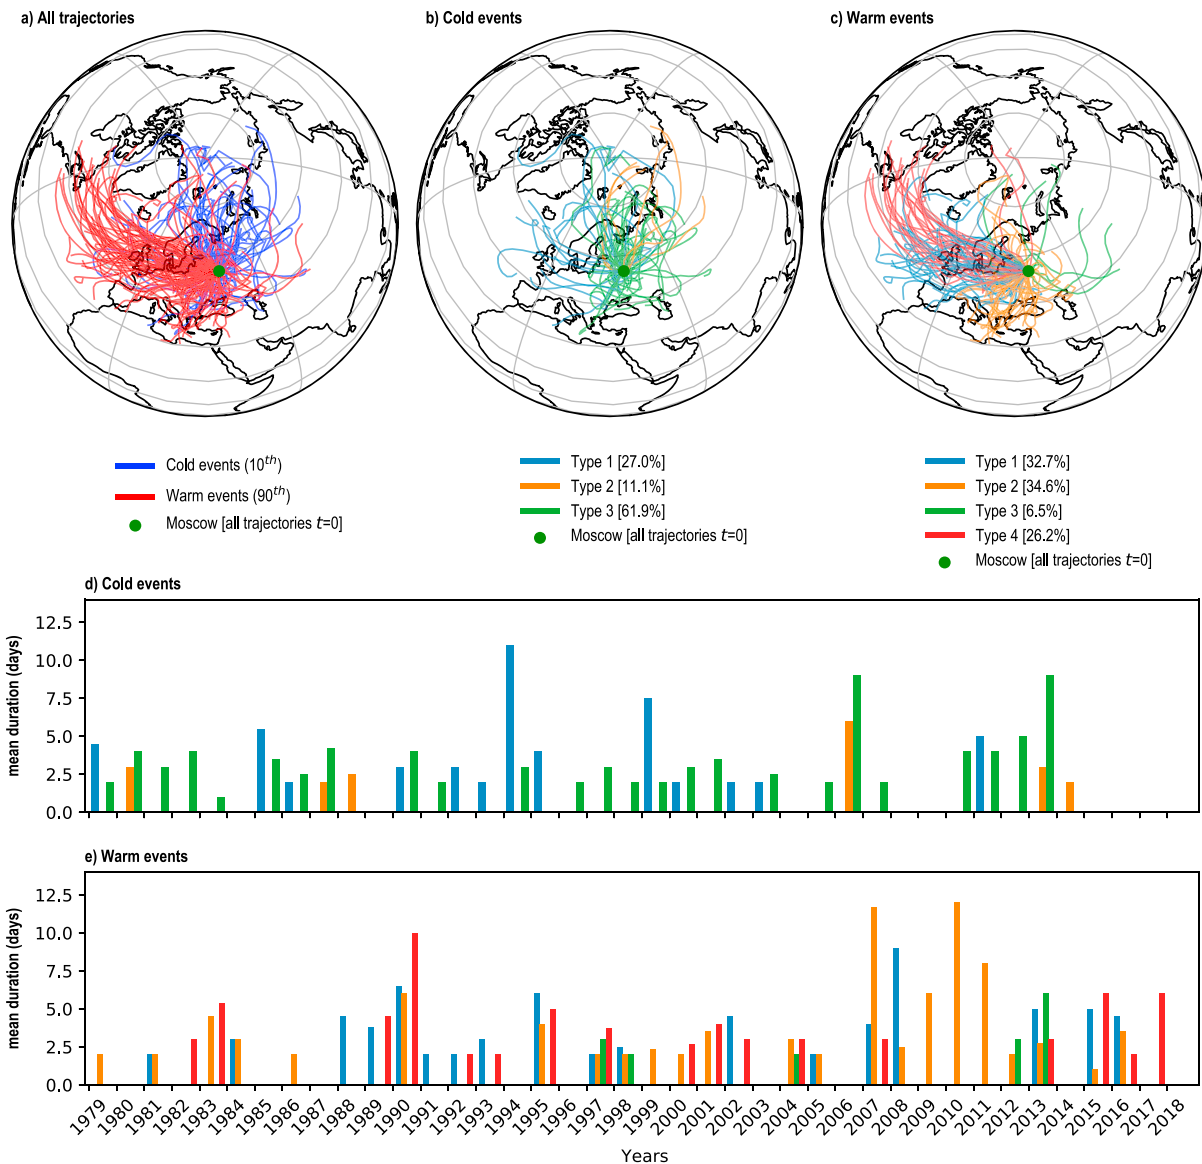 a) All trajectories
b) Cold events
c) Warm events
Cold events (10th)
Warm events (90th)
Moscow [all trajectories t=0]
Type 1 [27.0%]
Type 2 [11.1%]
Type 3 [61.9%]
Moscow [all trajectories t=0]
Type 1 [32.7%]
Type 2 [34.6%]
Type 3 [6.5%]
Type 4 [26.2%]
Moscow [all trajectories t=0]
d) Cold events
mean duration (days)
12.5
10.0
7.5
5.0
2.5
0.0
e) Warm events
mean duration (days)
12.5
10.0
7.5
5.0
2.5
0.0
1979 1980 1981 1982 1983 1984 1985 1986 1987 1988 1989 1990 1991 1992 1993 1994 1995 1996 1997 1998 1999 2000 2001 2002 2003 2004 2005 2006 2007 2008 2009 2010 2011 2012 2013 2014 2015 2016 2017 2018
Years